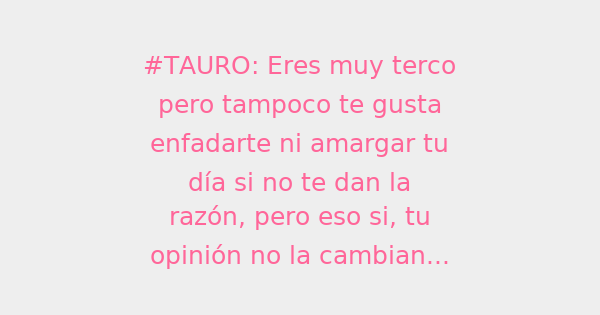 #TAURO: Eres muy terco
pero tampoco te gusta
enfadarte ni amargar tu
día si no te dan la
razón, pero eso si, tu
opinión no la cambian...